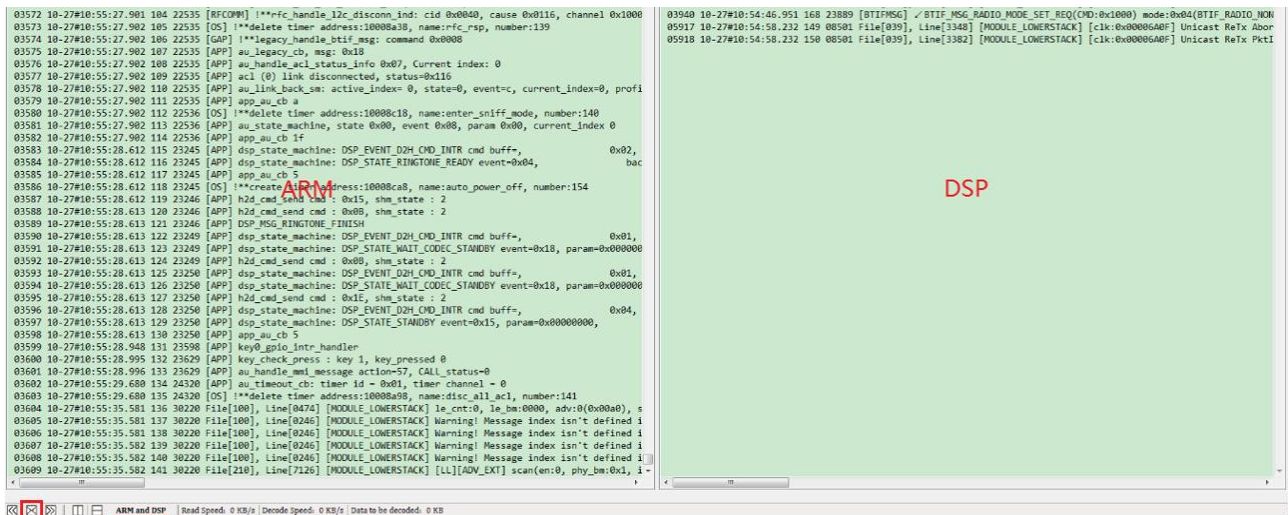 03572 10-27#10:55:27.901 104 22535 [RFCOMM] !**rfc_handle_l2c_disconn_ind: cid 0x0040, cause 0x0116, channel 0x1000
03573 10-27#10:55:27.902 105 22535 [OS] !**delete timer address:10008a38, name:rfc_rsp, number:139
03574 10-27#10:55:27.902 106 22535 [GAP] !**legacy_handle_btif_msg: command 0x0008
03575 10-27#10:55:27.902 107 22535 [APP] au_legacy_cb, msg: 0x18
03576 10-27#10:55:27.902 108 22535 [APP] au_handle_acl_status_info 0x07, Current index: 0
03577 10-27#10:55:27.902 109 22535 [APP] acl (0) link disconnected, status=0x116
03578 10-27#10:55:27.902 110 22535 [APP] au_link_back_sm: active_index= 0, state=0, event=c, current_index=0, profi
03579 10-27#10:55:27.902 111 22535 [APP] app_au_cb a
03580 10-27#10:55:27.902 112 22536 [OS] !**delete timer address:10008c18, name:enter_sniff_mode, number:140
03581 10-27#10:55:27.902 113 22536 [APP] au_state_machine, state 0x00, event 0x08, param 0x00, current_index 0
03582 10-27#10:55:27.902 114 22536 [APP] app_au_cb 1f
03583 10-27#10:55:28.612 115 23245 [APP] dsp_state_machine: DSP_EVENT_D2H_CMD_INTR cmd buff=, 0x02,
03584 10-27#10:55:28.612 116 23245 [APP] dsp_state_machine: DSP_STATE_RINGTONE_READY event=0x04, bac
03585 10-27#10:55:28.612 117 23245 [APP] app_au_cb 5
03586 10-27#10:55:28.612 118 23245 [OS] !**create timer address:10008ca8, name:auto_power_off, number:154
03587 10-27#10:55:28.612 119 23246 [APP] h2d_cmd_send cmd : 0x15, shm_state : 2
03588 10-27#10:55:28.613 120 23246 [APP] h2d_cmd_send cmd : 0x0B, shm_state : 2
03589 10-27#10:55:28.613 121 23246 [APP] DSP_MSG_RINGTONE_FINISH
03590 10-27#10:55:28.613 122 23249 [APP] dsp_state_machine: DSP_EVENT_D2H_CMD_INTR cmd buff=, 0x01,
03591 10-27#10:55:28.613 123 23249 [APP] dsp_state_machine: DSP_STATE_WAIT_CODEC_STANDBY event=0x18, param=0x000000
03592 10-27#10:55:28.613 124 23249 [APP] h2d_cmd_send cmd : 0x0B, shm_state : 2
03593 10-27#10:55:28.613 125 23250 [APP] dsp_state_machine: DSP_EVENT_D2H_CMD_INTR cmd buff=, 0x01,
03594 10-27#10:55:28.613 126 23250 [APP] dsp_state_machine: DSP_STATE_WAIT_CODEC_STANDBY event=0x18, param=0x000000
03595 10-27#10:55:28.613 127 23250 [APP] h2d_cmd_send cmd : 0x1E, shm_state : 2
03596 10-27#10:55:28.613 128 23250 [APP] dsp_state_machine: DSP_EVENT_D2H_CMD_INTR cmd buff=, 0x04,
03597 10-27#10:55:28.613 129 23250 [APP] dsp_state_machine: DSP_STATE_STANDBY event=0x15, param=0x00000000,
03598 10-27#10:55:28.613 130 23250 [APP] app_au_cb 5
03599 10-27#10:55:28.948 131 23598 [APP] key0_gpio_intr_handler
03600 10-27#10:55:28.995 132 23629 [APP] key_check_press : key 1, key_pressed 0
03601 10-27#10:55:28.996 133 23629 [APP] au_handle_mmi_message action=57, CALL_status=0
03602 10-27#10:55:29.680 134 24320 [APP] au_timeout_cb: timer id = 0x01, timer channel = 0
03603 10-27#10:55:29.680 135 24320 [OS] !**delete timer address:10008a98, name:disc_all_acl, number:141
03604 10-27#10:55:35.581 136 30220 File[100], Line[0474] [MODULE_LOWERSTACK] le_cnt:0, le_bm:0000, adv:0(0x00a0), s
03605 10-27#10:55:35.581 137 30220 File[100], Line[0246] [MODULE_LOWERSTACK] Warning! Message index isn't defined i
03606 10-27#10:55:35.581 138 30220 File[100], Line[0246] [MODULE_LOWERSTACK] Warning! Message index isn't defined i
03607 10-27#10:55:35.582 139 30220 File[100], Line[0246] [MODULE_LOWERSTACK] Warning! Message index isn't defined i
03608 10-27#10:55:35.582 140 30220 File[100], Line[0246] [MODULE_LOWERSTACK] Warning! Message index isn't defined i
03609 10-27#10:55:35.582 141 30220 File[210], Line[7126] [MODULE_LOWERSTACK] [LL][ADV_EXT] scan(en:0, phy_bm:0x1, i
ARM
03940 10-27#10:54:46.951 168 23889 [BTIFMSG] ✓BTIF_MSG_RADIO_MODE_SET_REQ(CMD:0x1000) mode:0x04(BTIF_RADIO_NON
05917 10-27#10:54:58.232 149 08501 File[039], Line[3348] [MODULE_LOWERSTACK] [clk:0x00006A0F] Unicast ReTx Abor
05918 10-27#10:54:58.232 150 08501 File[039], Line[3382] [MODULE_LOWERSTACK] [clk:0x00006A0F] Unicast ReTx PktI
DSP
ARM and DSP Read Speed: 0 KB/s Decode Speed: 0 KB/s Data to be decoded: 0 KB